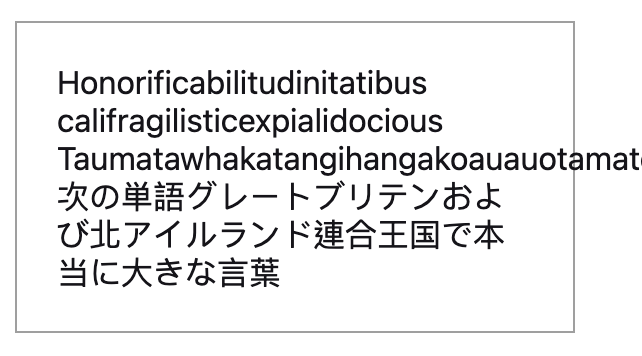 Honorificabilitudinitatibus
califragilisticexpialidocious
Taumatawhakatangihangakoauauotamat
次の単語グレートブリテンおよ
び北アイルランド連合王国で本
当に大きな言葉